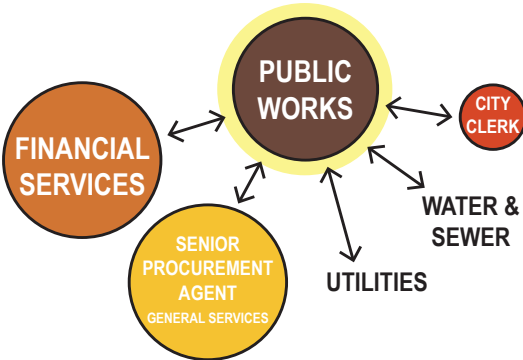 PUBLIC
WORKS
CITY
CLERK
FINANCIAL
SERVICES
WATER &
SEWER
SENIOR
PROCUREMENT
AGENT
GENERAL SERVICES
UTILITIES